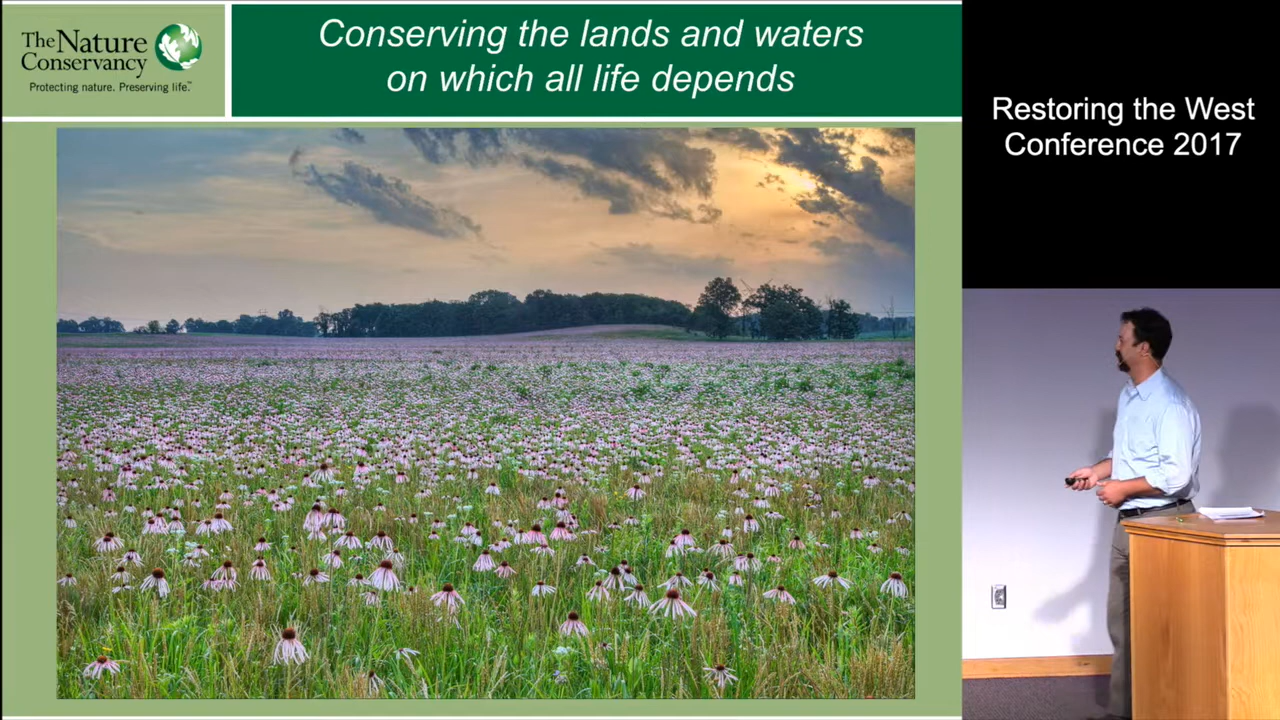 The Nature
Conservancy
Protecting nature. Preserving life.™
Conserving the lands and waters
on which all life depends
Restoring the West
Conference 2017